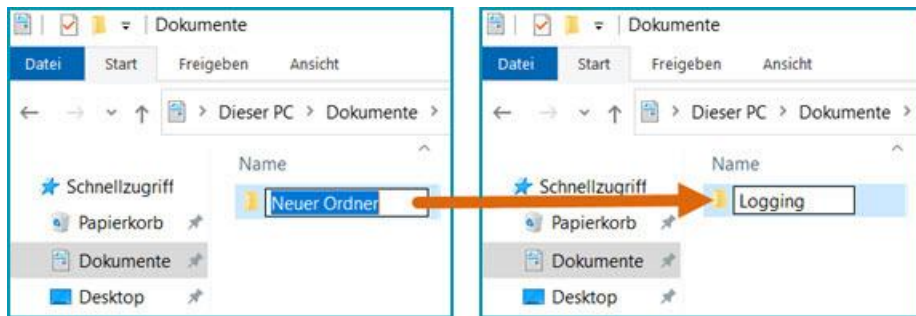 Dokumente
Datei Start Freigeben Ansicht
Dieser PC > Dokumente >
Name
Schnellzugriff
Neuer Ordner
Papierkorb
Dokumente
Desktop
Dokumente
Datei Start Freigeben Ansicht
Dieser PC > Dokumente >
Name
Schnellzugriff
Logging
Papierkorb
Dokumente
Desktop